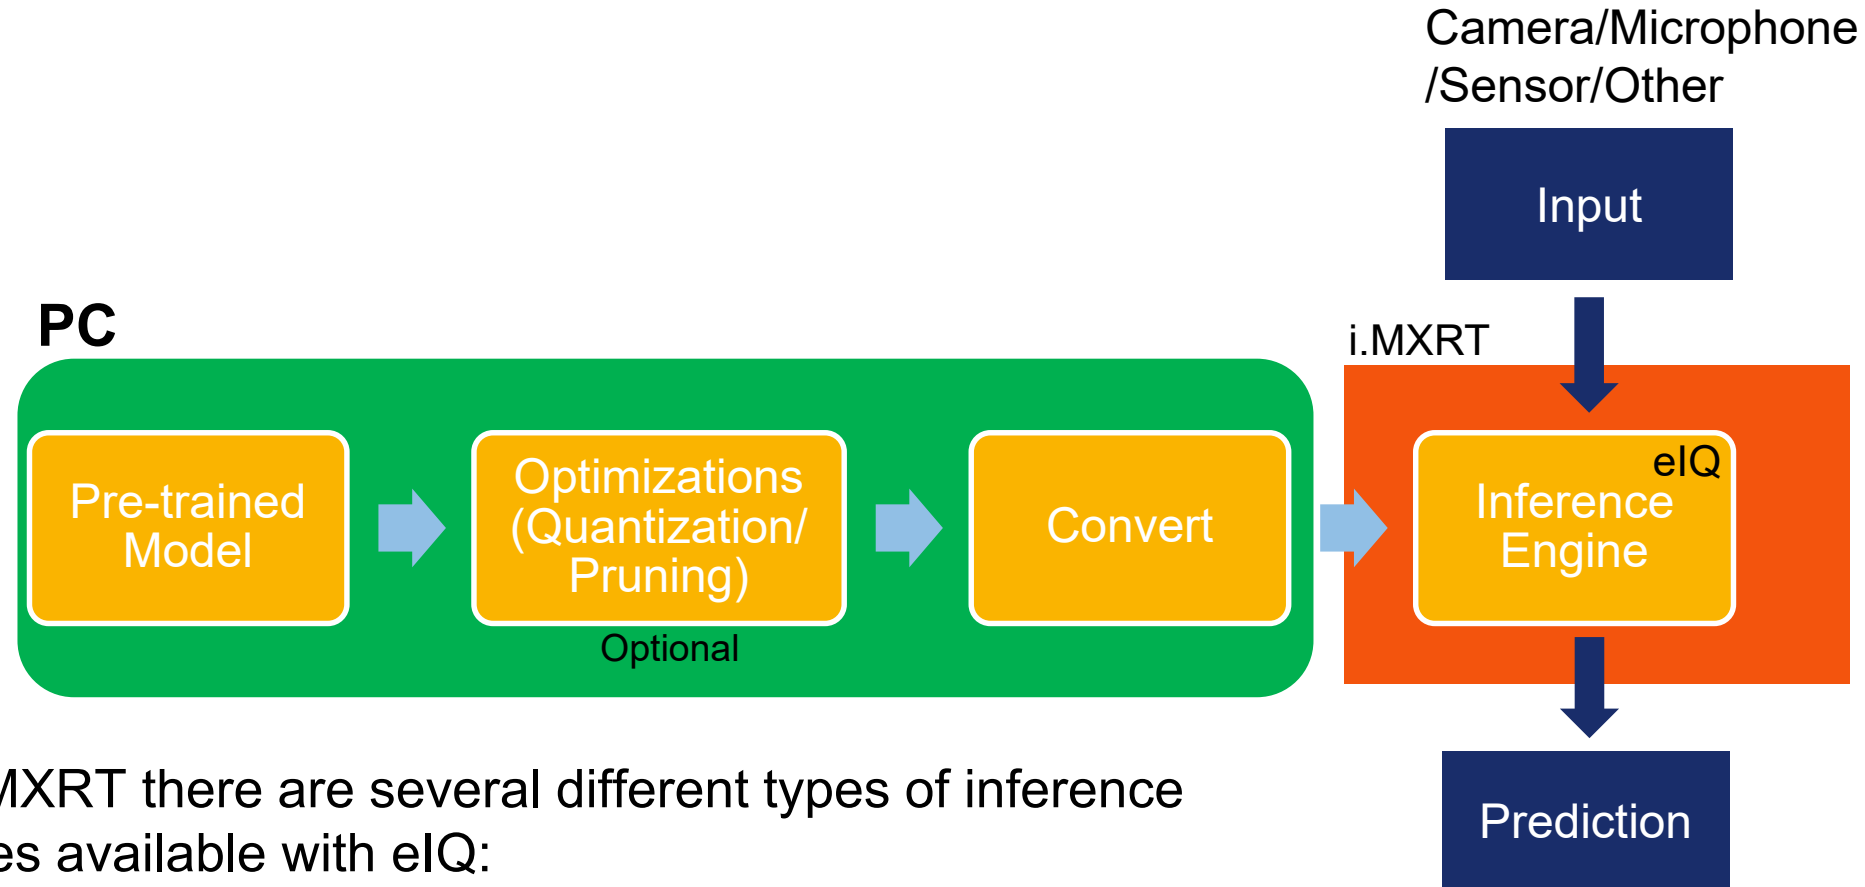 Camera/Microphone
/Sensor/Other
Input
PC
i.MXRT
Pre-trained
Model
Optimizations
(Quantization/
Pruning)
Optional
Convert
eIQ
Inference
Engine
MXRT there are several different types of inference
es available with eIQ:
Prediction